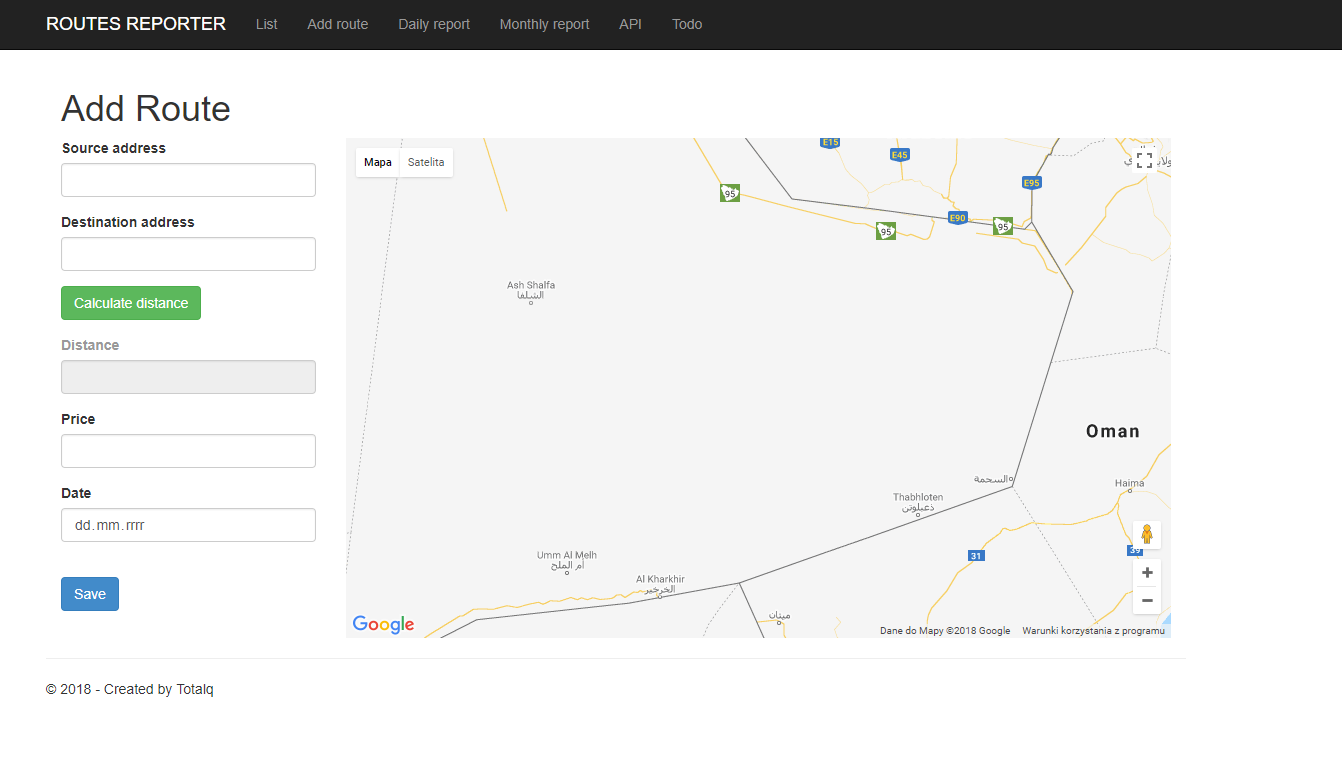 ROUTES REPORTER List Add route Daily report Monthly report API Todo
Add Route
Source address
Destination address
Calculate distance
Distance
Price
Date
dd.mm.rrrr
Save
Mapa Satelita
E15
E45
E95
95
E90
95
95
Ash Shalfa
الشلفا
Oman
السحمة
Haima
Thabhloten
ذعبلوتن
31
39
Umm Al Melh
أم الملح
Al Kharkhir
الخرخير
ميتان
+
−
Google
Dane do Mapy ©2018 Google Warunki korzystania z programu
© 2018 - Created by Totalq